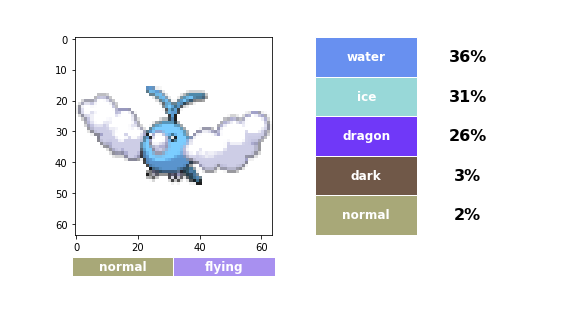 0
10
20
30
40
50
60
0 20 40 60
normal flying
water 36%
ice 31%
dragon 26%
dark 3%
normal 2%